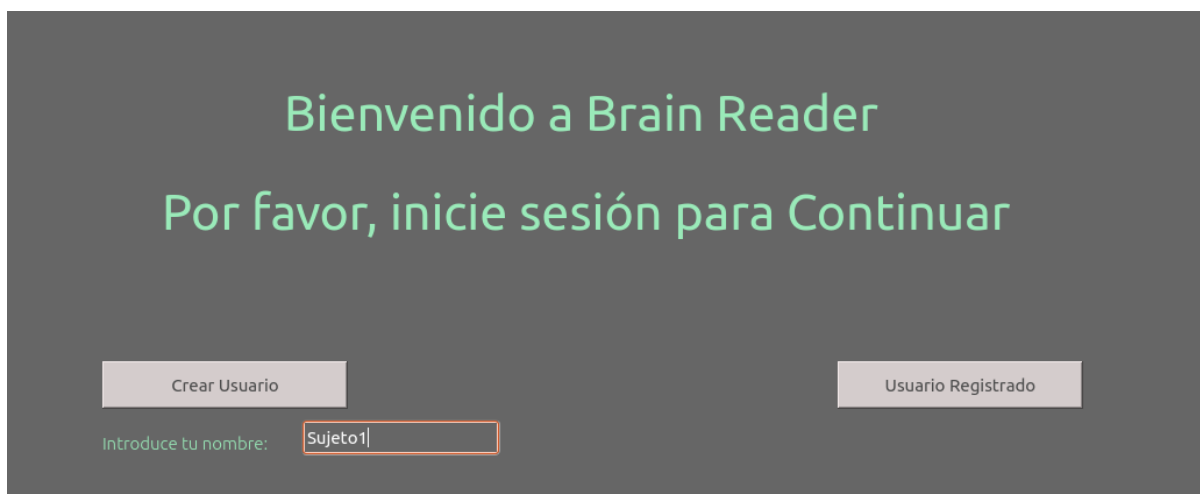 Bienvenido a Brain Reader
Por favor, inicie sesión para Continuar
Crear Usuario
Usuario Registrado
Introduce tu nombre:
Sujeto1